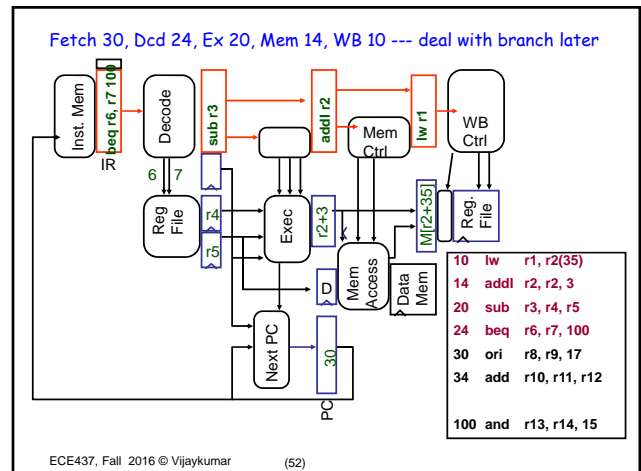 Fetch 30, Dcd 24, Ex 20, Mem 14, WB 10 --- deal with branch later
Inst. Mem
beq r6, r7 100
IR
Decode
sub r3
addI r2
Mem Ctrl
lw r1
WB Ctrl
6 7
Reg File
r4
r5
Exec
r2+3
D
Mem Access
Data Mem
M[r2+35]
Reg. File
Next PC
30
PC
10 lw r1, r2(35)
14 addI r2, r2, 3
20 sub r3, r4, r5
24 beq r6, r7, 100
30 ori r8, r9, 17
34 add r10, r11, r12
100 and r13, r14, 15
ECE437, Fall 2016 © Vijaykumar (52)